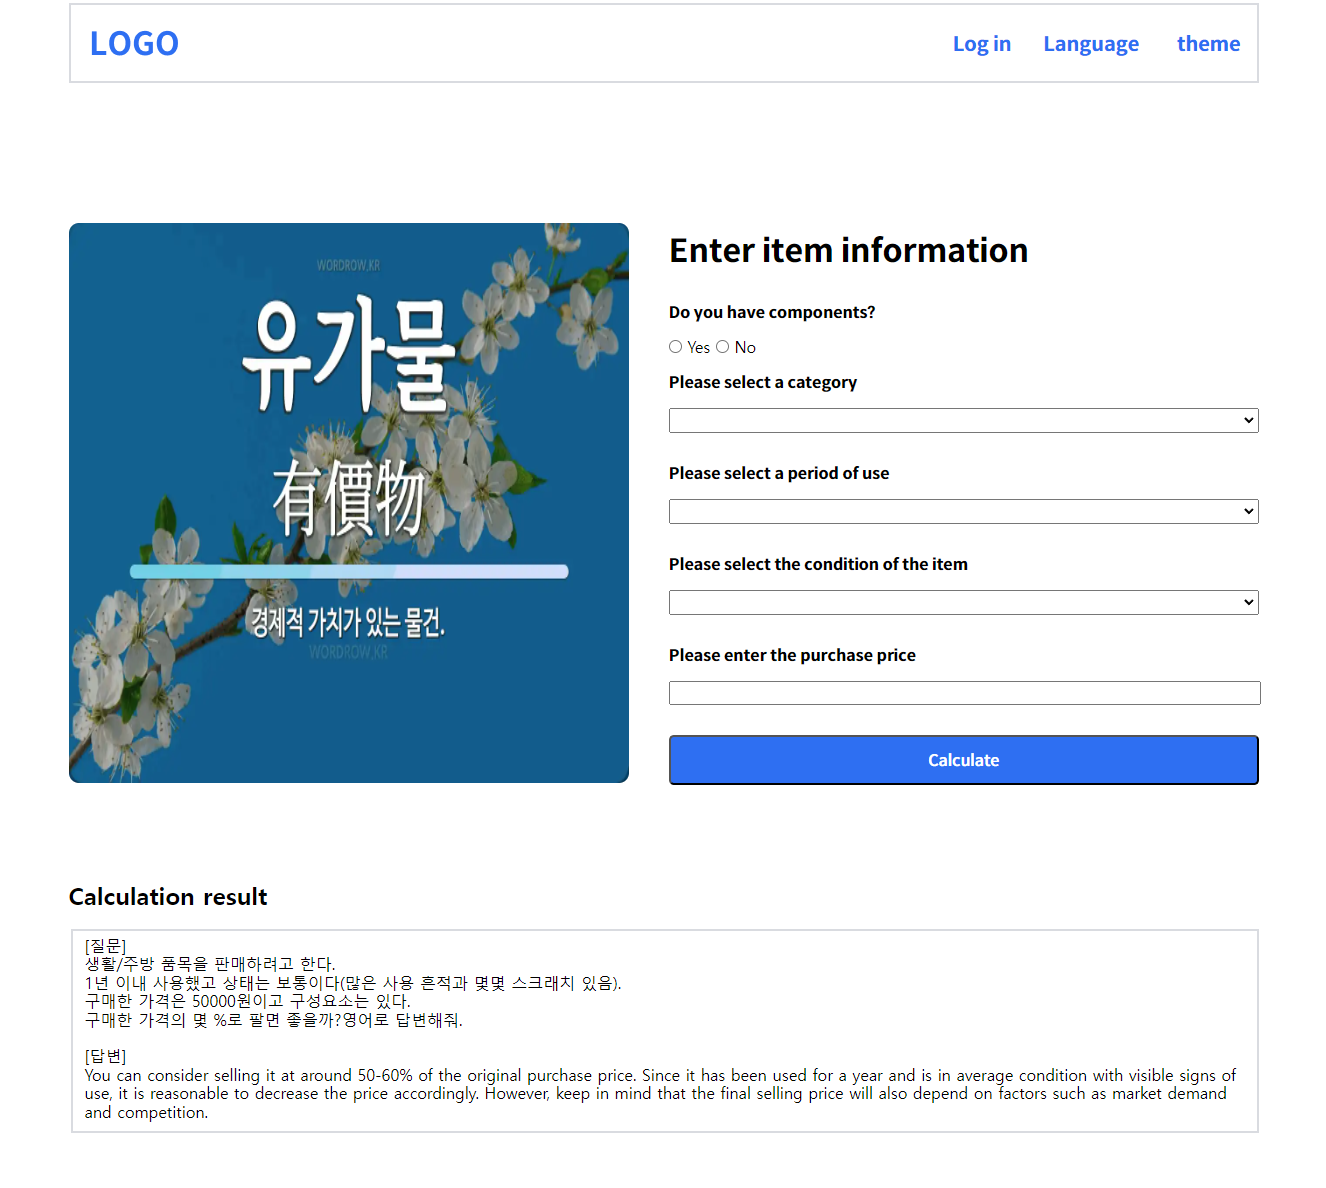 LOGO
Log in Language theme
WORDROW.KR
유가물
有價物
경제적 가치가 있는 물건.
WORDROW.KR
Enter item information
Do you have components?
Yes No
Please select a category
Please select a period of use
Please select the condition of the item
Please enter the purchase price
Calculate
Calculation result
[질문]
생활/주방 품목을 판매하려고 한다.
1년 이내 사용했고 상태는 보통이다(많은 사용 흔적과 몇몇 스크래치 있음).
구매한 가격은 50000원이고 구성요소는 있다.
구매한 가격의 몇 %로 팔면 좋을까?영어로 답변해줘.
[답변]
You can consider selling it at around 50-60% of the original purchase price. Since it has been used for a year and is in average condition with visible signs of
use, it is reasonable to decrease the price accordingly. However, keep in mind that the final selling price will also depend on factors such as market demand
and competition.